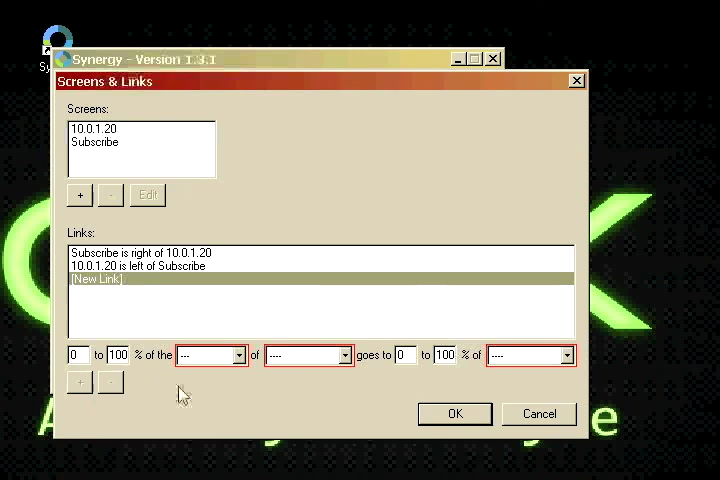 Sy
Synergy - Version 1.3.1
Screens & Links
Screens:
10.0.1.20
Subscribe
+ - Edit
Links:
Subscribe is right of 10.0.1.20
10.0.1.20 is left of Subscribe
[New Link]
0 to 100 % of the --- of ---- goes to 0 to 100 % of ----
+ -
OK Cancel